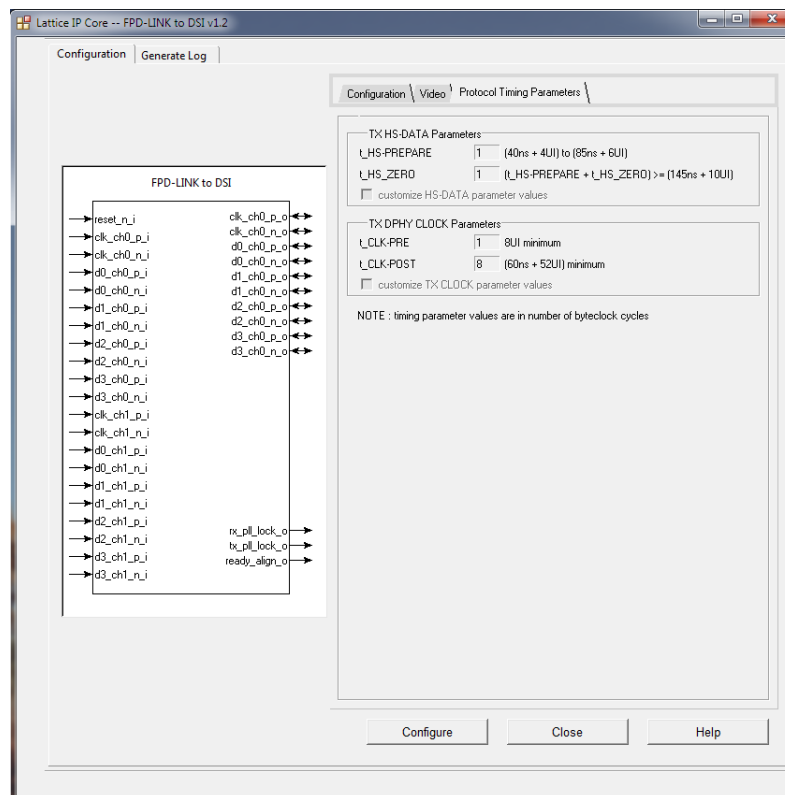 Lattice IP Core -- FPD-LINK to DSI v1.2
Configuration Generate Log
Configuration Video Protocol Timing Parameters
FPD-LINK to DSI
reset_n_i
clk_ch0_p_i
clk_ch0_n_i
d0_ch0_p_i
d0_ch0_n_i
d1_ch0_p_i
d1_ch0_n_i
d2_ch0_p_i
d2_ch0_n_i
d3_ch0_p_i
d3_ch0_n_i
clk_ch1_p_i
clk_ch1_n_i
d0_ch1_p_i
d0_ch1_n_i
d1_ch1_p_i
d1_ch1_n_i
d2_ch1_p_i
d2_ch1_n_i
d3_ch1_p_i
d3_ch1_n_i
clk_ch0_p_o
clk_ch0_n_o
d0_ch0_p_o
d0_ch0_n_o
d1_ch0_p_o
d1_ch0_n_o
d2_ch0_p_o
d2_ch0_n_o
d3_ch0_p_o
d3_ch0_n_o
rx_pll_lock_o
tx_pll_lock_o
ready_align_o
TX HS-DATA Parameters
t_HS-PREPARE 1 (40ns + 4UI) to (85ns + 6UI)
t_HS_ZERO 1 (t_HS-PREPARE + t_HS_ZERO) >= (145ns + 10UI)
customize HS-DATA parameter values
TX DPHY CLOCK Parameters
t_CLK-PRE 1 8UI minimum
t_CLK-POST 8 (60ns + 52UI) minimum
customize TX CLOCK parameter values
NOTE : timing parameter values are in number of byteclock cycles
Configure Close Help